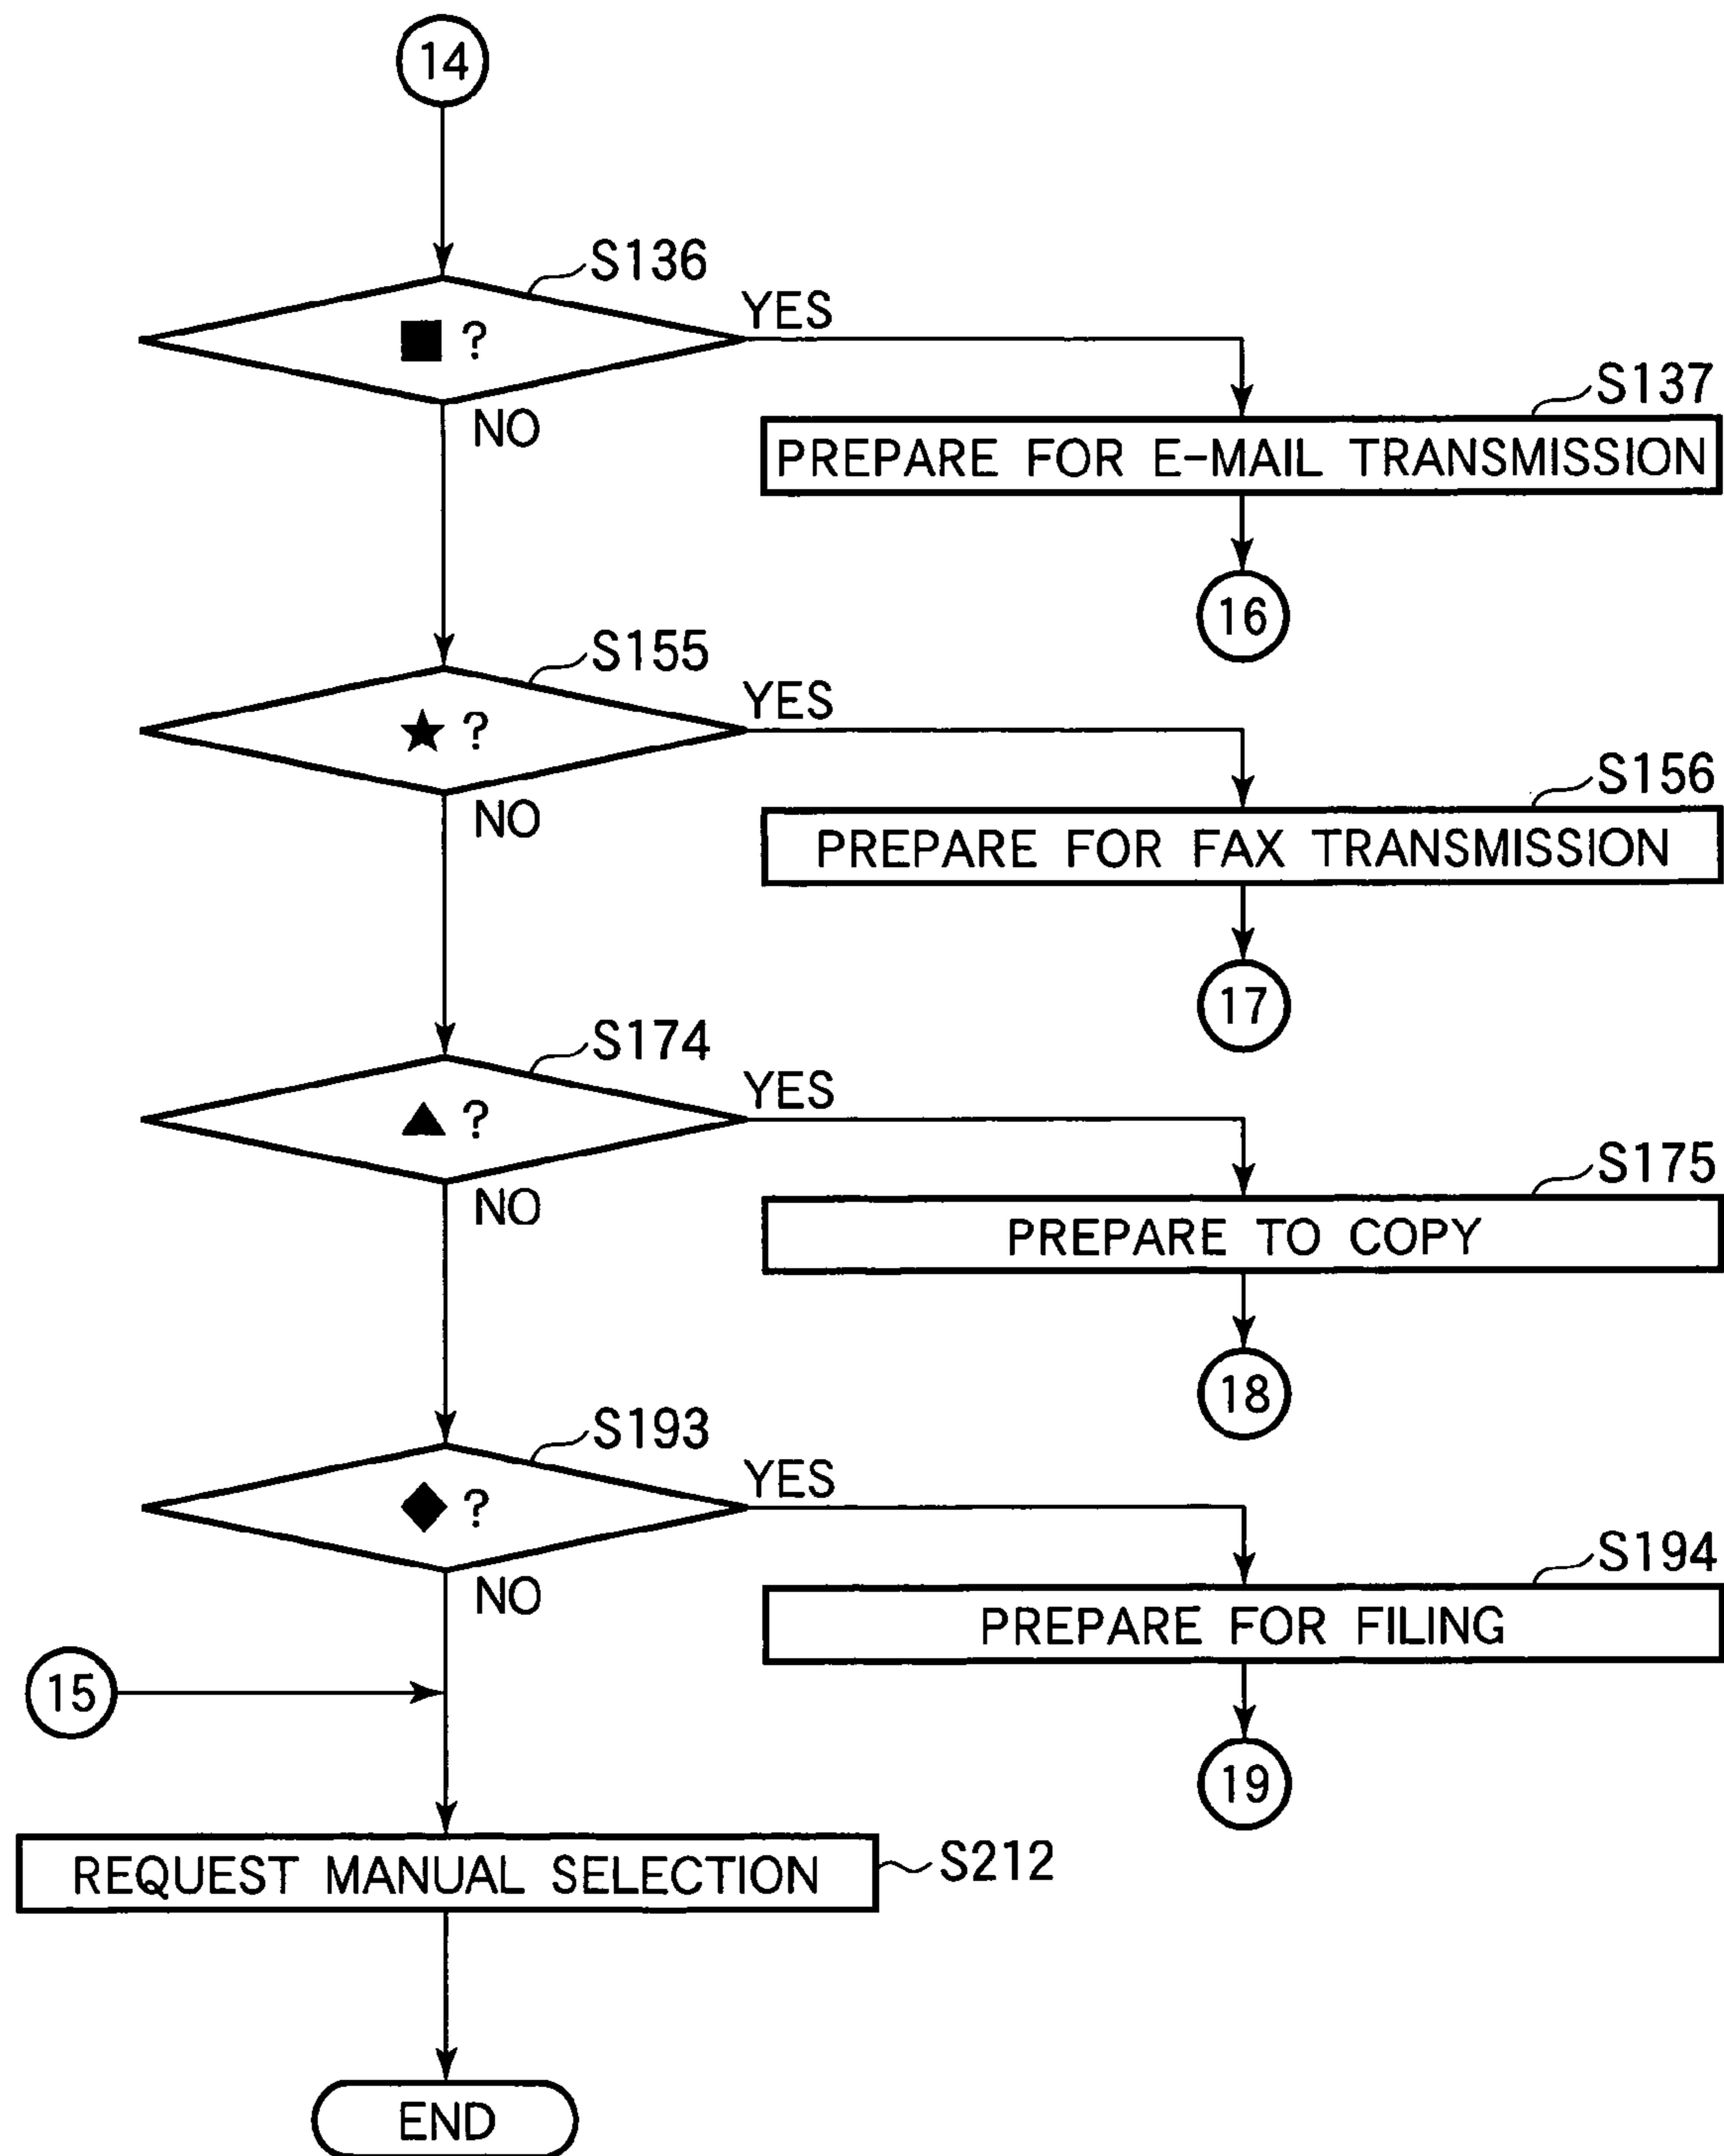 14
S136
■ ?
YES
NO
S137
PREPARE FOR E-MAIL TRANSMISSION
16
S155
★ ?
YES
NO
S156
PREPARE FOR FAX TRANSMISSION
17
S174
▲ ?
YES
NO
S175
PREPARE TO COPY
18
S193
◆ ?
YES
NO
S194
PREPARE FOR FILING
19
15
REQUEST MANUAL SELECTION
S212
END